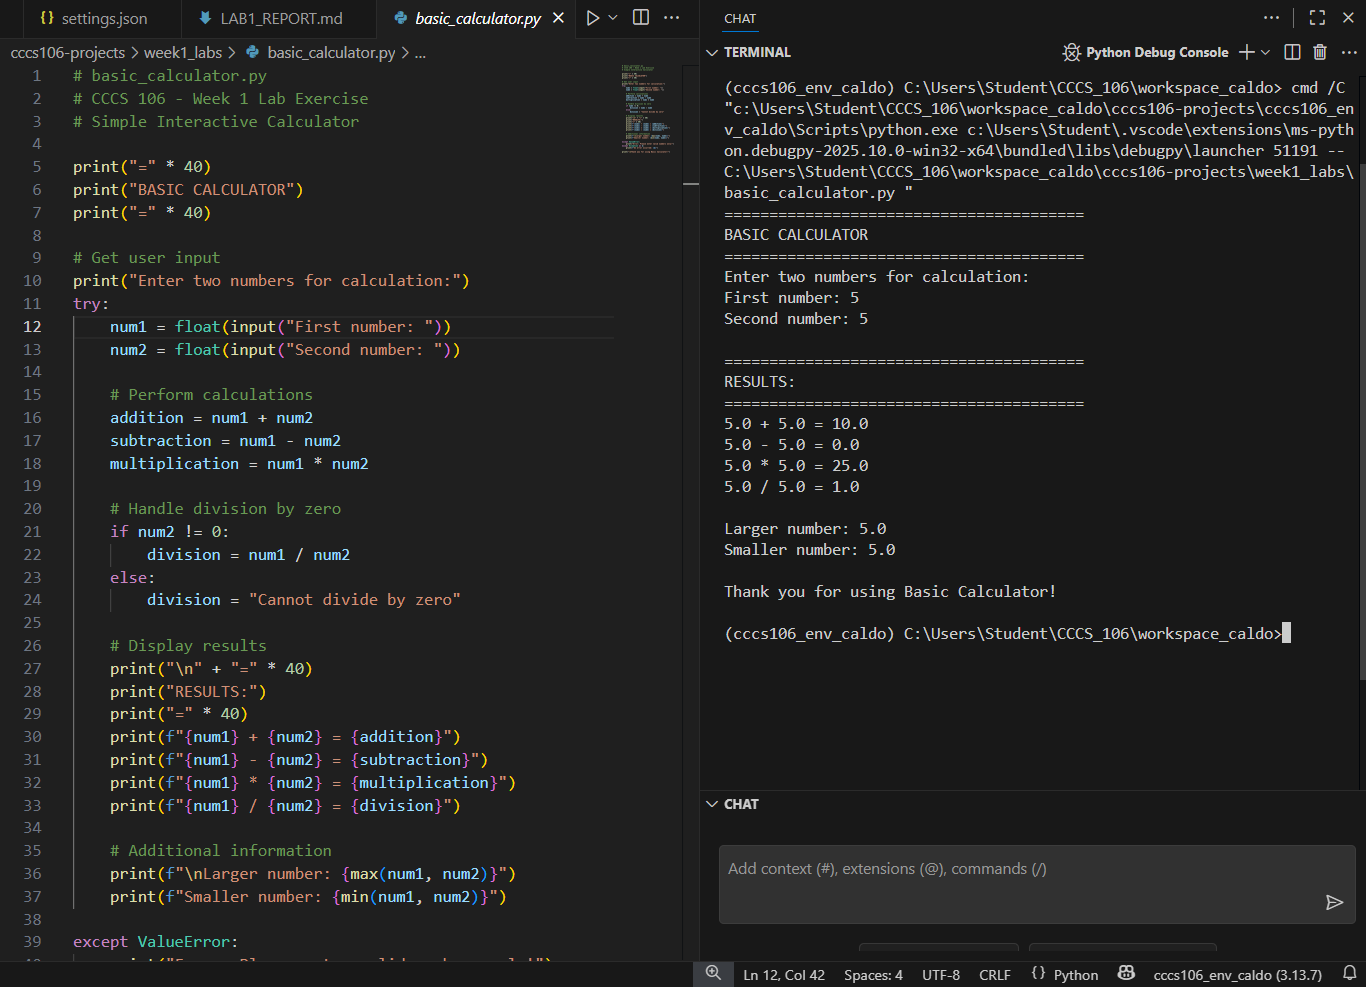 settings.json
LAB1_REPORT.md
basic_calculator.py
cccs106-projects > week1_labs > basic_calculator.py > ...
1 # basic_calculator.py
2 # CCCS 106 - Week 1 Lab Exercise
3 # Simple Interactive Calculator
4
5 print("=" * 40)
6 print("BASIC CALCULATOR")
7 print("=" * 40)
8
9 # Get user input
10 print("Enter two numbers for calculation:")
11 try:
12     num1 = float(input("First number: "))
13     num2 = float(input("Second number: "))
14
15     # Perform calculations
16     addition = num1 + num2
17     subtraction = num1 - num2
18     multiplication = num1 * num2
19
20     # Handle division by zero
21     if num2 != 0:
22         division = num1 / num2
23     else:
24         division = "Cannot divide by zero"
25
26     # Display results
27     print("\n" + "=" * 40)
28     print("RESULTS:")
29     print("=" * 40)
30     print(f"{num1} + {num2} = {addition}")
31     print(f"{num1} - {num2} = {subtraction}")
32     print(f"{num1} * {num2} = {multiplication}")
33     print(f"{num1} / {num2} = {division}")
34
35     # Additional information
36     print(f"\nLarger number: {max(num1, num2)}")
37     print(f"Smaller number: {min(num1, num2)}")
38
39 except ValueError:
CHAT
TERMINAL
Python Debug Console
(cccs106_env_caldo) C:\Users\Student\CCCS_106\workspace_caldo> cmd /C
"c:\Users\Student\CCCS_106\workspace_caldo\cccs106-projects\cccs106_en
v_caldo\Scripts\python.exe c:\Users\Student\.vscode\extensions\ms-pyth
on.debugpy-2025.10.0-win32-x64\bundled\libs\debugpy\launcher 51191 --
C:\Users\Student\CCCS_106\workspace_caldo\cccs106-projects\week1_labs\
basic_calculator.py "
========================================
BASIC CALCULATOR
========================================
Enter two numbers for calculation:
First number: 5
Second number: 5
========================================
RESULTS:
========================================
5.0 + 5.0 = 10.0
5.0 - 5.0 = 0.0
5.0 * 5.0 = 25.0
5.0 / 5.0 = 1.0
Larger number: 5.0
Smaller number: 5.0
Thank you for using Basic Calculator!
(cccs106_env_caldo) C:\Users\Student\CCCS_106\workspace_caldo>
CHAT
Add context (#), extensions (@), commands (/)
Ln 12, Col 42 Spaces: 4 UTF-8 CRLF {} Python cccs106_env_caldo (3.13.7)